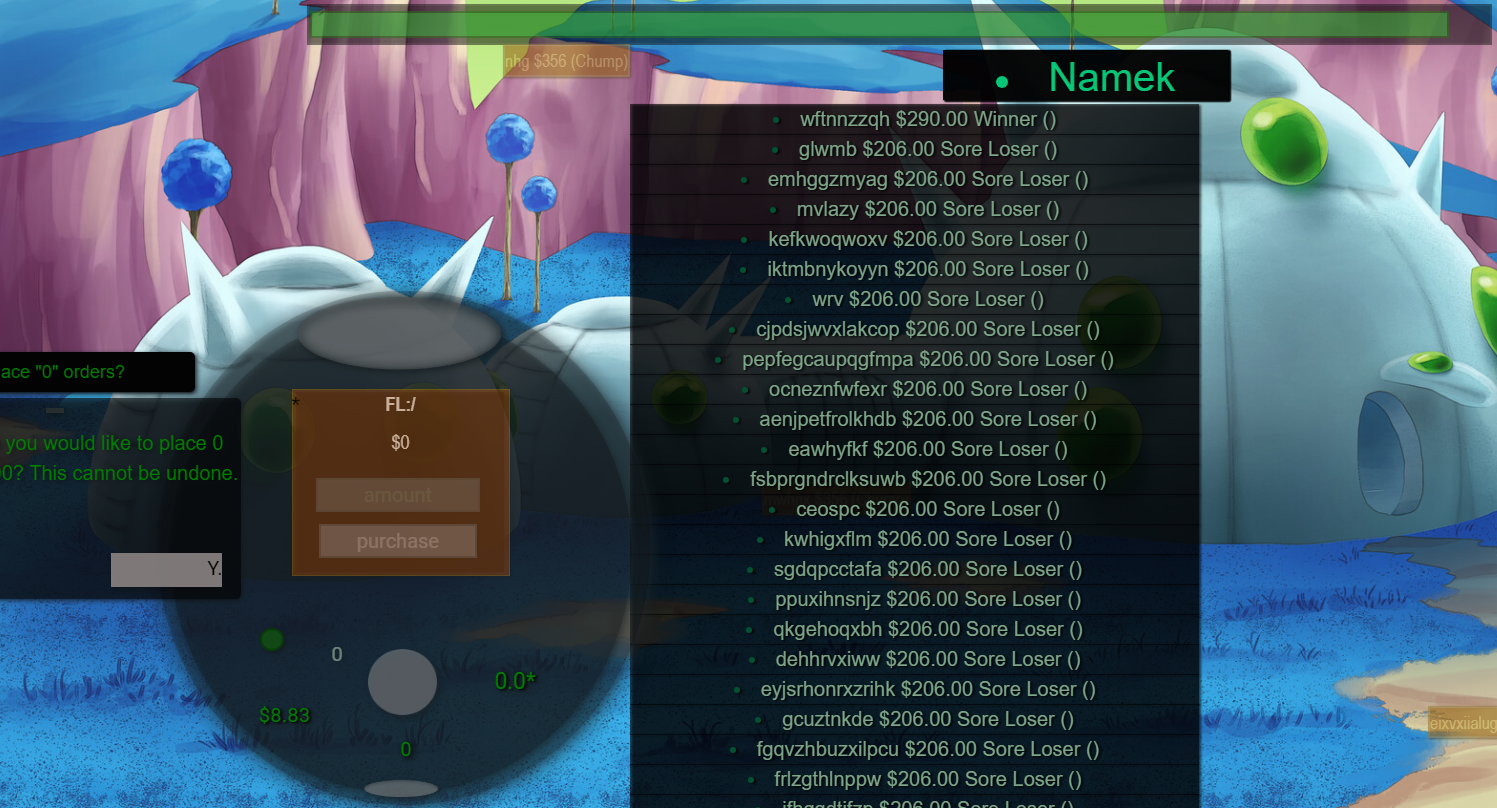 nhg $356 (Chump)
• Namek
• wftnnzzqh $290.00 Winner ()
• glwmb $206.00 Sore Loser ()
• emhggzmyag $206.00 Sore Loser ()
• mvlazy $206.00 Sore Loser ()
• kefkwoqwoxv $206.00 Sore Loser ()
• iktmbnykoyyn $206.00 Sore Loser ()
• wrv $206.00 Sore Loser ()
• cjpdsjwvxlakcop $206.00 Sore Loser ()
• pepfegcaupqgfmpa $206.00 Sore Loser ()
• ocneznfwfexr $206.00 Sore Loser ()
• aenjpetfrolkhdb $206.00 Sore Loser ()
• eawhyfkf $206.00 Sore Loser ()
• fsbprgndrclksuwb $206.00 Sore Loser ()
• ceospc $206.00 Sore Loser ()
• kwhigxflm $206.00 Sore Loser ()
• sgdqpcctafa $206.00 Sore Loser ()
• ppuxihnsnjz $206.00 Sore Loser ()
• qkgehoqxbh $206.00 Sore Loser ()
• dehhrvxiww $206.00 Sore Loser ()
• eyjsrhonrxzrihk $206.00 Sore Loser ()
• gcuztnkde $206.00 Sore Loser ()
• fgqvzhbuzxilpcu $206.00 Sore Loser ()
• frlzgthlnppw $206.00 Sore Loser ()
ace "0" orders?
you would like to place 0
00? This cannot be undone.
Y.
* FL:/
$0
amount
purchase
0
0.0*
$8.83
0
eixvxiialug